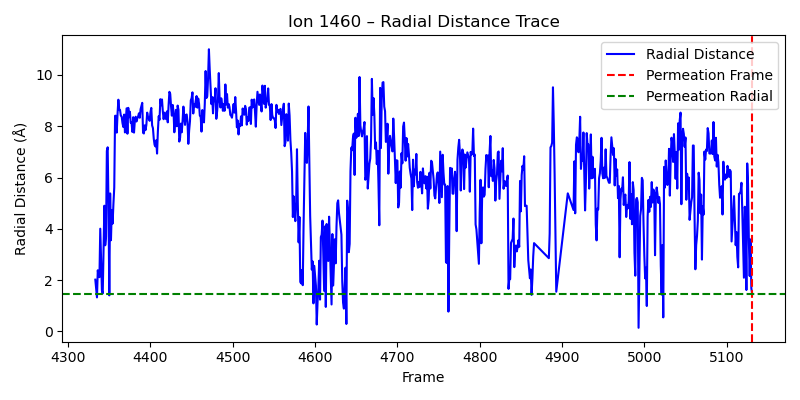 Ion 1460 – Radial Distance Trace
Radial Distance (Å)
10
8
6
4
2
0
Radial Distance
Permeation Frame
Permeation Radial
4300 4400 4500 4600 4700 4800 4900 5000 5100
Frame